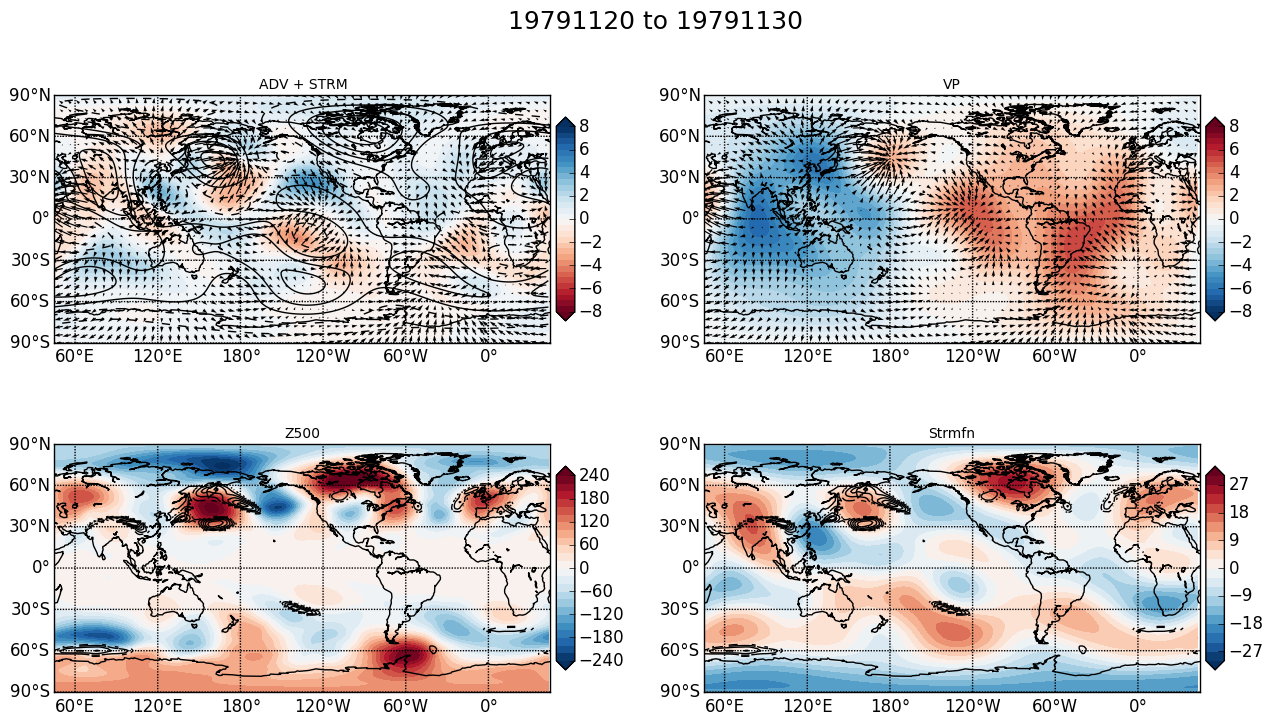 19791120 to 19791130
ADV + STRM
90°N
60°N
30°N
0°
30°S
60°S
90°S
60°E 120°E 180° 120°W 60°W 0°
8
6
4
2
0
−2
−4
−6
−8
VP
90°N
60°N
30°N
0°
30°S
60°S
90°S
60°E 120°E 180° 120°W 60°W 0°
8
6
4
2
0
−2
−4
−6
−8
Z500
90°N
60°N
30°N
0°
30°S
60°S
90°S
60°E 120°E 180° 120°W 60°W 0°
240
180
120
60
0
−60
−120
−180
−240
Strmfn
90°N
60°N
30°N
0°
30°S
60°S
90°S
60°E 120°E 180° 120°W 60°W 0°
27
18
9
0
−9
−18
−27